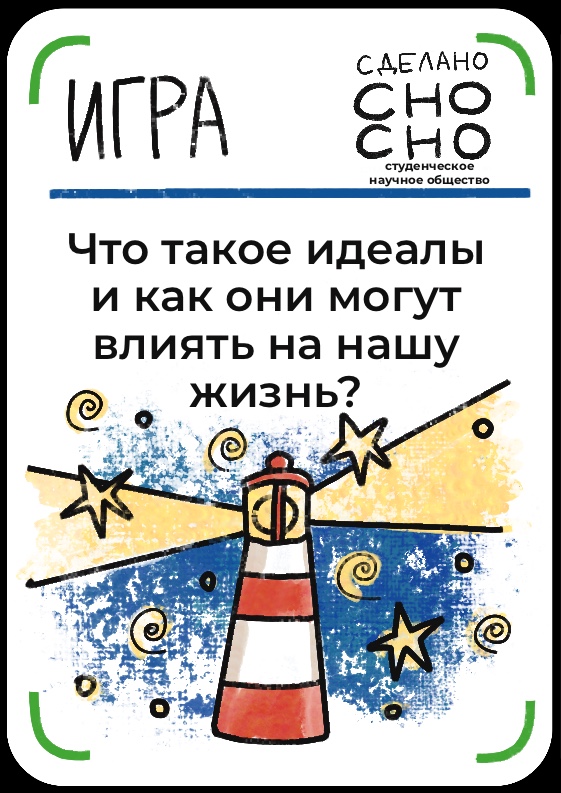 ИГРА
СДЕЛАНО
СНО
СНО
студенческое
научное общество
Что такое идеалы
и как они могут
влиять на нашу
жизнь?